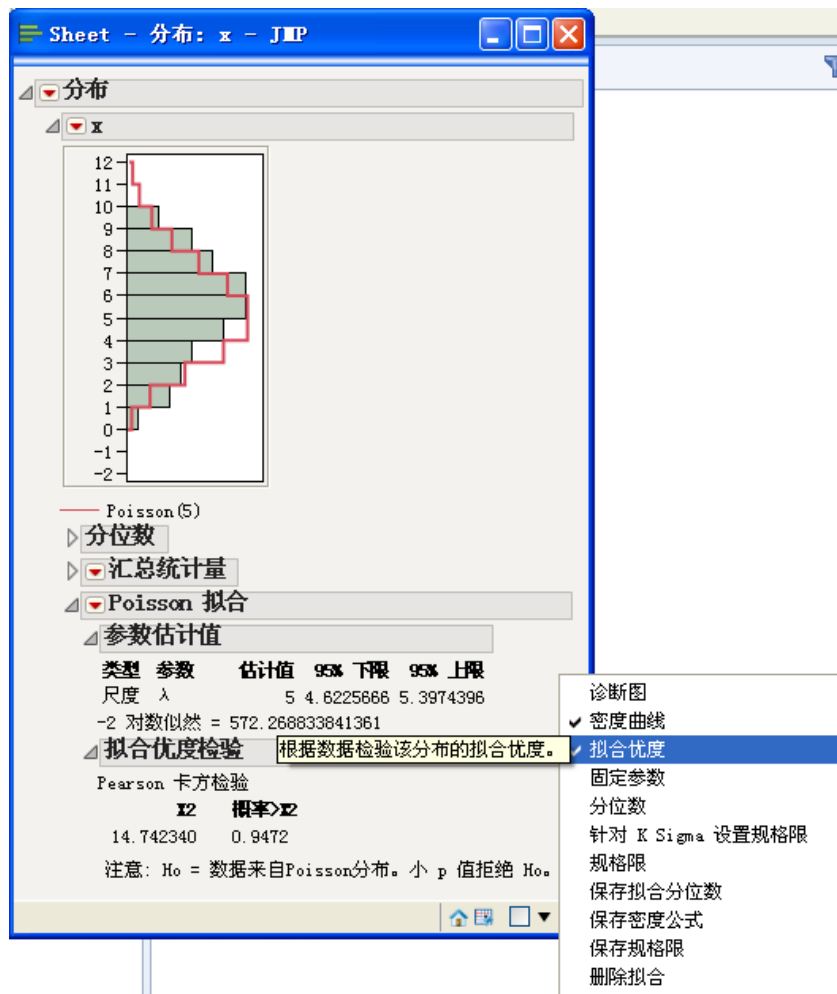 Sheet - 分布: x - JMP
分布
x
12
11
10
9
8
7
6
5
4
3
2
1
0
-1
-2
Poisson(5)
分位数
汇总统计量
Poisson 拟合
参数估计值
类型 参数 估计值 95% 下限 95% 上限
尺度 λ 5 4.6225666 5.3974396
-2 对数似然 = 572.268833841361
拟合优度检验
根据数据检验该分布的拟合优度。
Pearson 卡方检验
X2 概率>X2
14.742340 0.9472
注意: Ho = 数据来自Poisson分布。小 p 值拒绝 Ho。
诊断图
密度曲线
拟合优度
固定参数
分位数
针对 K Sigma 设置规格限
规格限
保存拟合分位数
保存密度公式
保存规格限
删除拟合